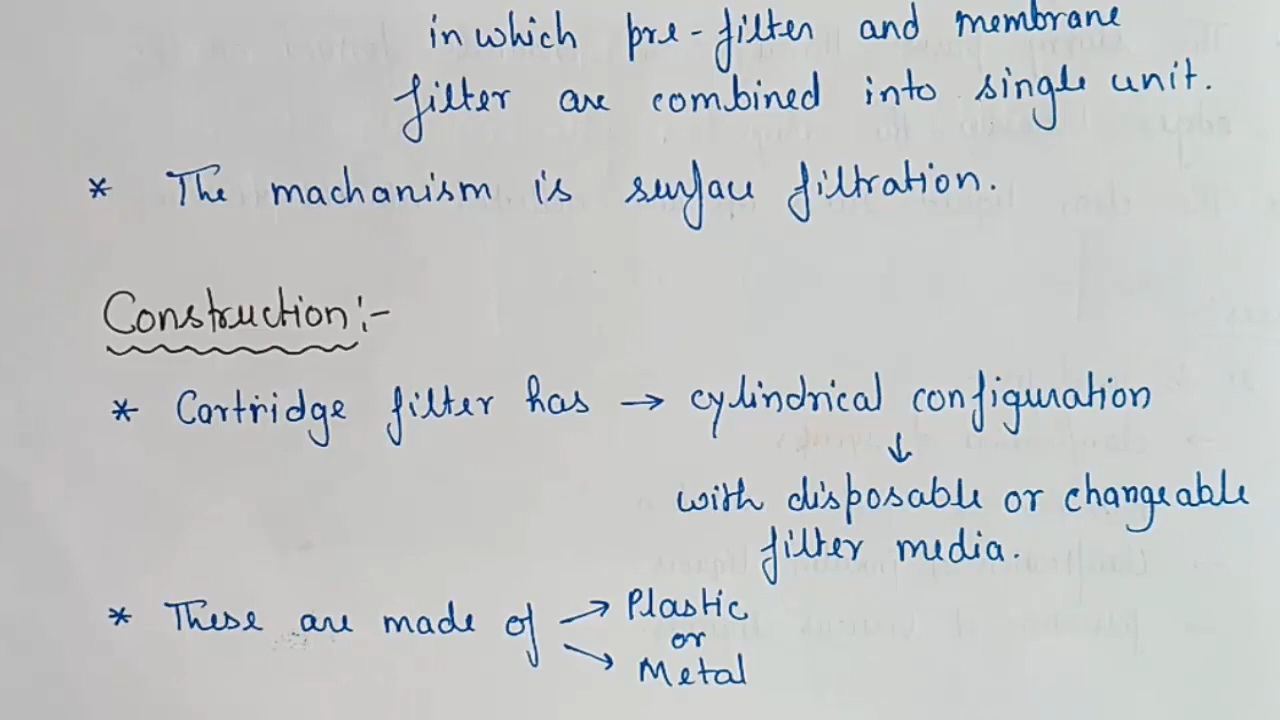 in which pre-filter and membrane
filter are combined into single unit.
* The machanism is surface filtration.
Construction:-
* Cartridge filter has → cylindrical configuration
↓
with disposable or changeable
filter media.
* These are made of → Plastic
or
→ Metal